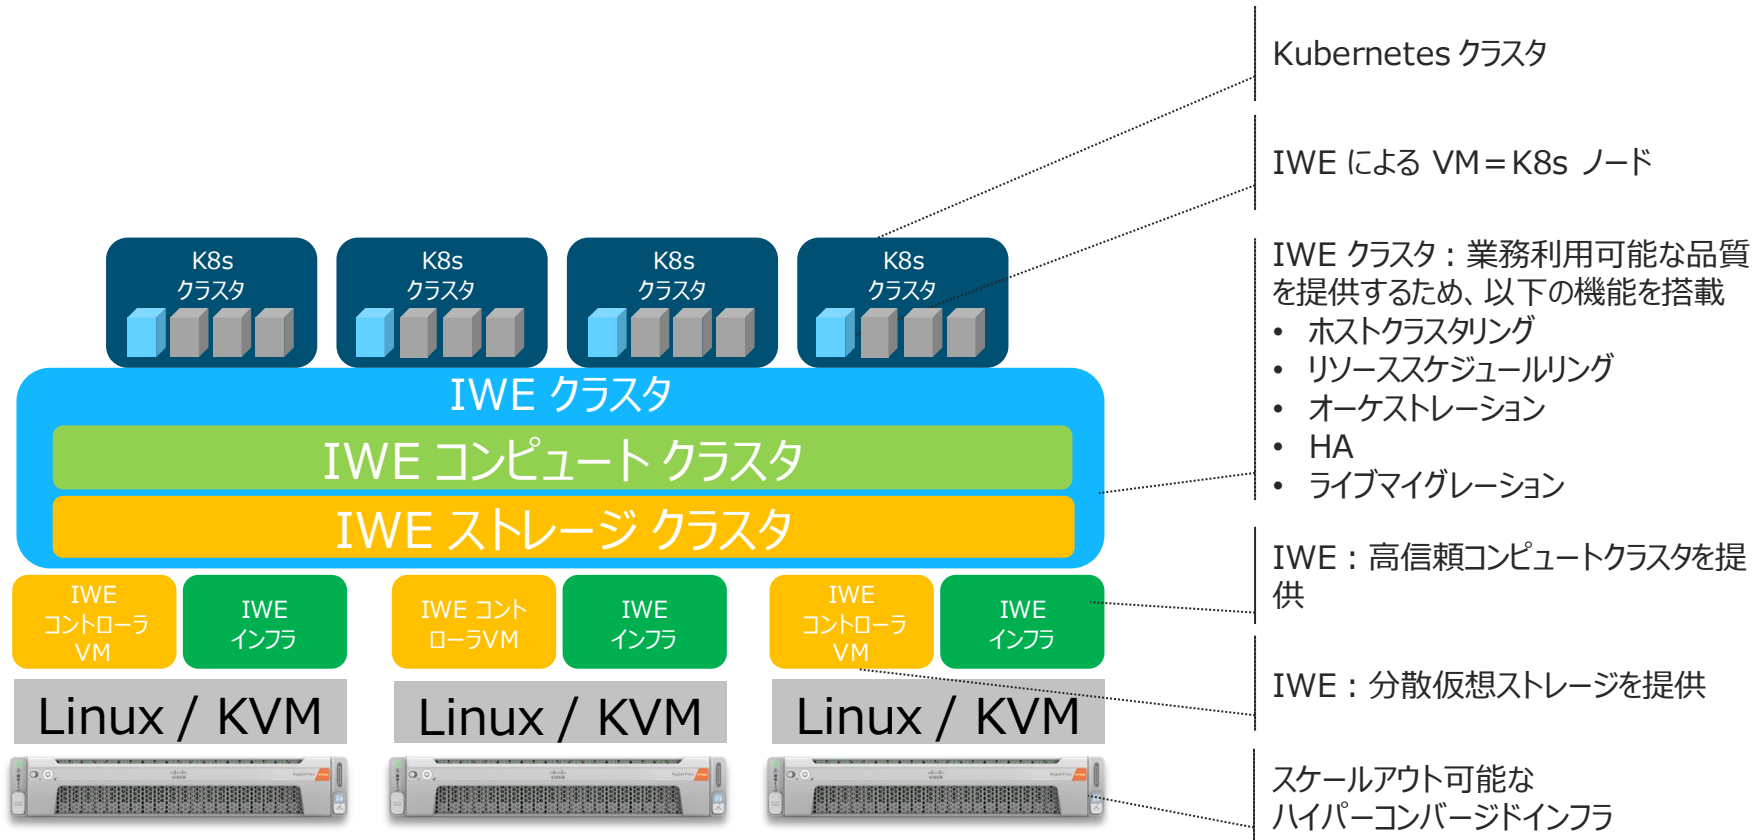 Kubernetes クラスタ
IWE による VM＝K8s ノード
IWE クラスタ：業務利用可能な品質
を提供するため、以下の機能を搭載
• ホストクラスタリング
• リソーススケジュールリング
• オーケストレーション
• HA
• ライブマイグレーション
IWE：高信頼コンピュートクラスタを提
供
IWE：分散仮想ストレージを提供
スケールアウト可能な
ハイパーコンバージドインフラ
K8s
クラスタ
K8s
クラスタ
K8s
クラスタ
K8s
クラスタ
IWE クラスタ
IWE コンピュート クラスタ
IWE ストレージ クラスタ
IWE
コントローラ
VM
IWE
インフラ
IWE コント
ローラVM
IWE
インフラ
IWE
コントローラ
VM
IWE
インフラ
Linux / KVM
Linux / KVM
Linux / KVM